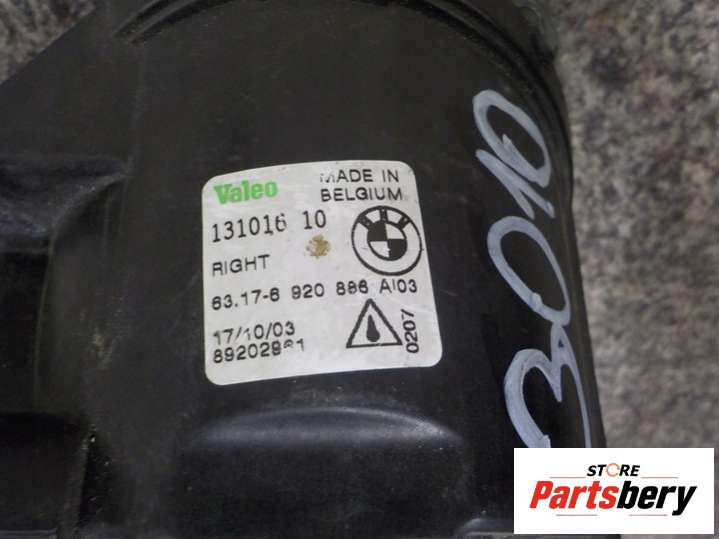 Valeo
MADE IN
BELGIUM
131016 10
RIGHT
63.17-6 920 886 AI03
17/10/03
0207
3010
STORE
Partsbery